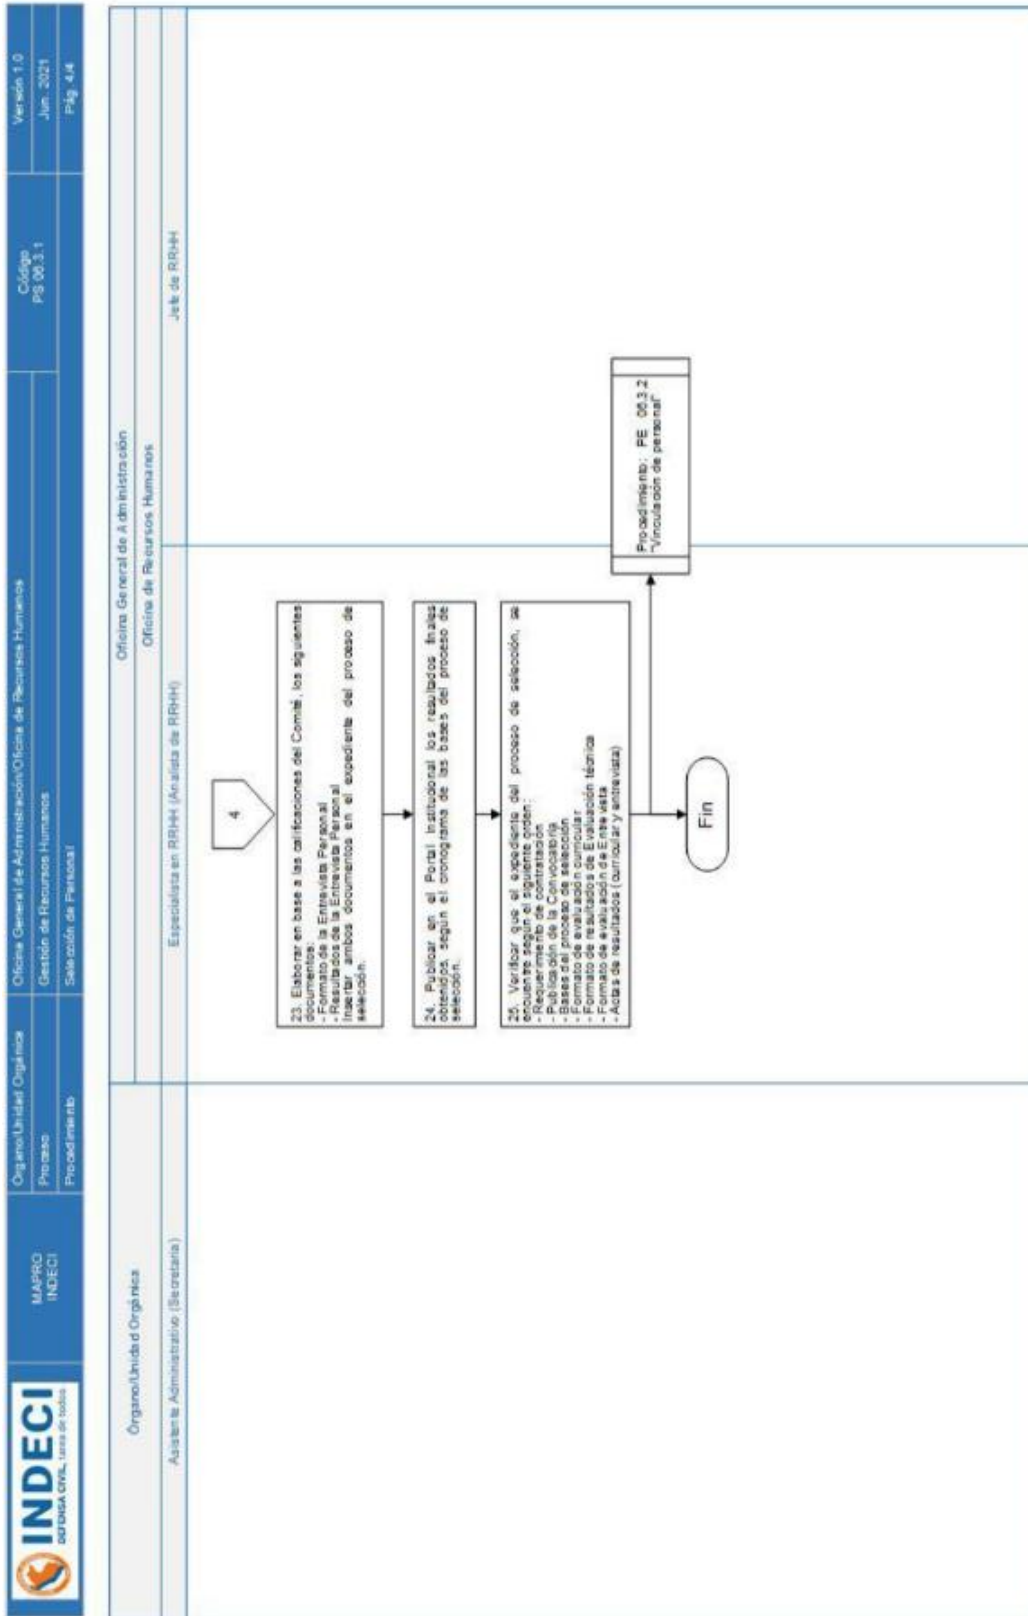 INDECI
DEFENSA CIVIL, tarea de todos
MAPRO
INDECI
Órgano/Unidad Orgánica
Oficina General de Administración/Oficina de Recursos Humanos
Código
PS 06.3.1
Versión 1.0
Proceso
Gestión de Recursos Humanos
Jun. 2021
Procedimiento
Selección de Personal
Pág. 4/4
Órgano/Unidad Orgánica
Oficina General de Administración
Oficina de Recursos Humanos
Asistente Administrativo (Secretaria)
Especialista en RRHH (Analista de RRHH)
Jefe de RRHH
4
23. Elaborar en base a las calificaciones del Comité, los siguientes
documentos:
- Formato de la Entrevista Personal
- Resultados de la Entrevista Personal
Insertar ambos documentos en el expediente del proceso de
selección.
24. Publicar en el Portal Institucional los resultados finales
obtenidos, según el cronograma de las bases del proceso de
selección.
25. Verificar que el expediente del proceso de selección, se
encuentre según el siguiente orden:
- Requerimiento de contratación
- Publicación de la Convocatoria
- Bases del proceso de selección
- Formato de evaluación curricular
- Formato de resultados de Evaluación técnica
- Formato de evaluación de Entrevista
- Actas de resultados (curricular y entrevista)
Procedimiento: PE 06.3.2
"Vinculación de personal"
Fin